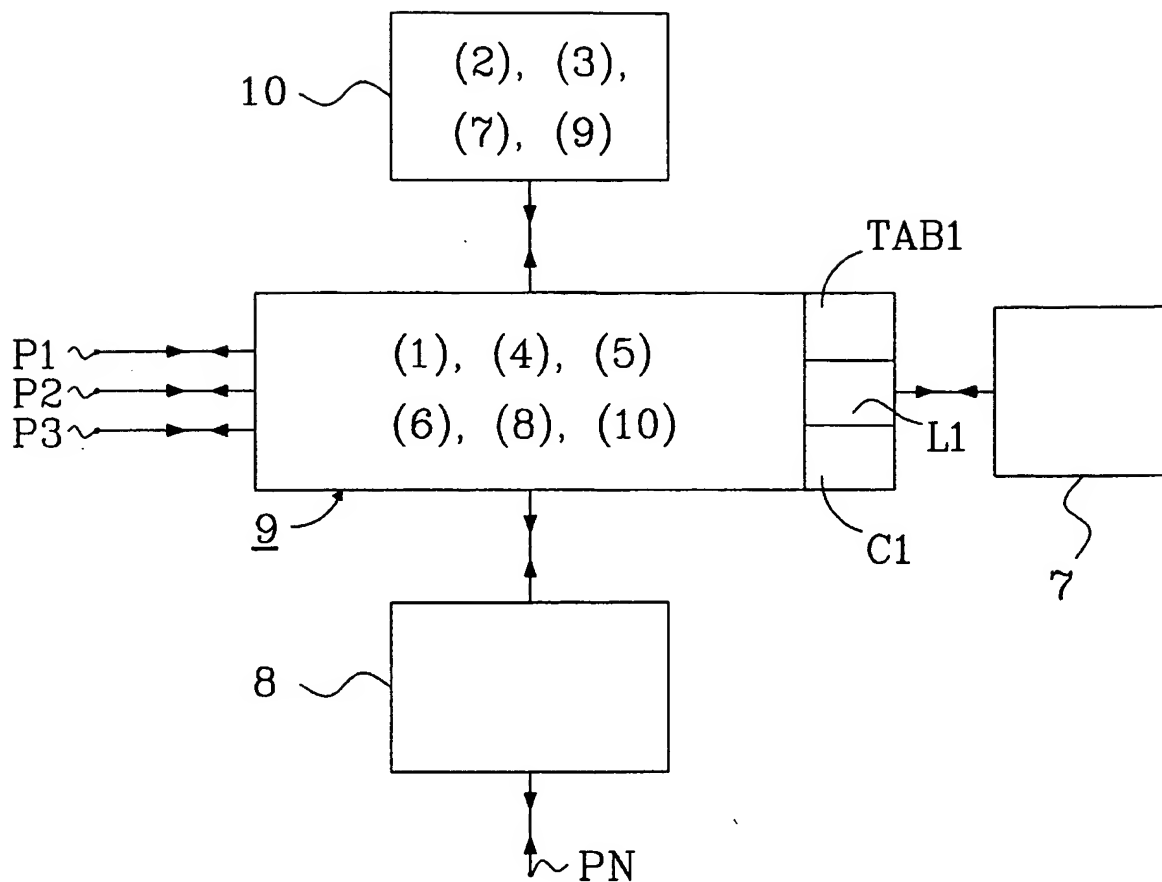 (2), (3),
10
(7), (9)
TAB1
P1
(1), (4), (5)
P2
P3
(6), (8), (10)
L1
9
C1
7
8
PN